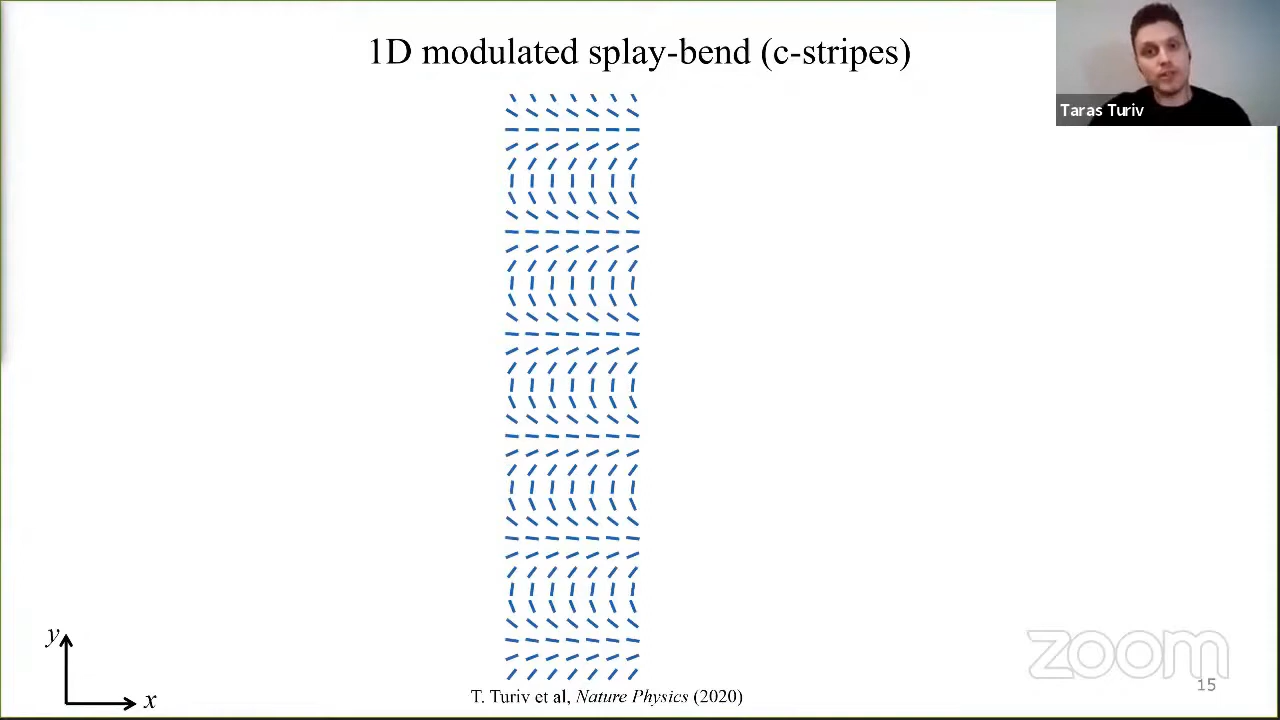 1D modulated splay-bend (c-stripes)
Taras Turiv
y
x
T. Turiv et al, Nature Physics (2020)
zoom
15